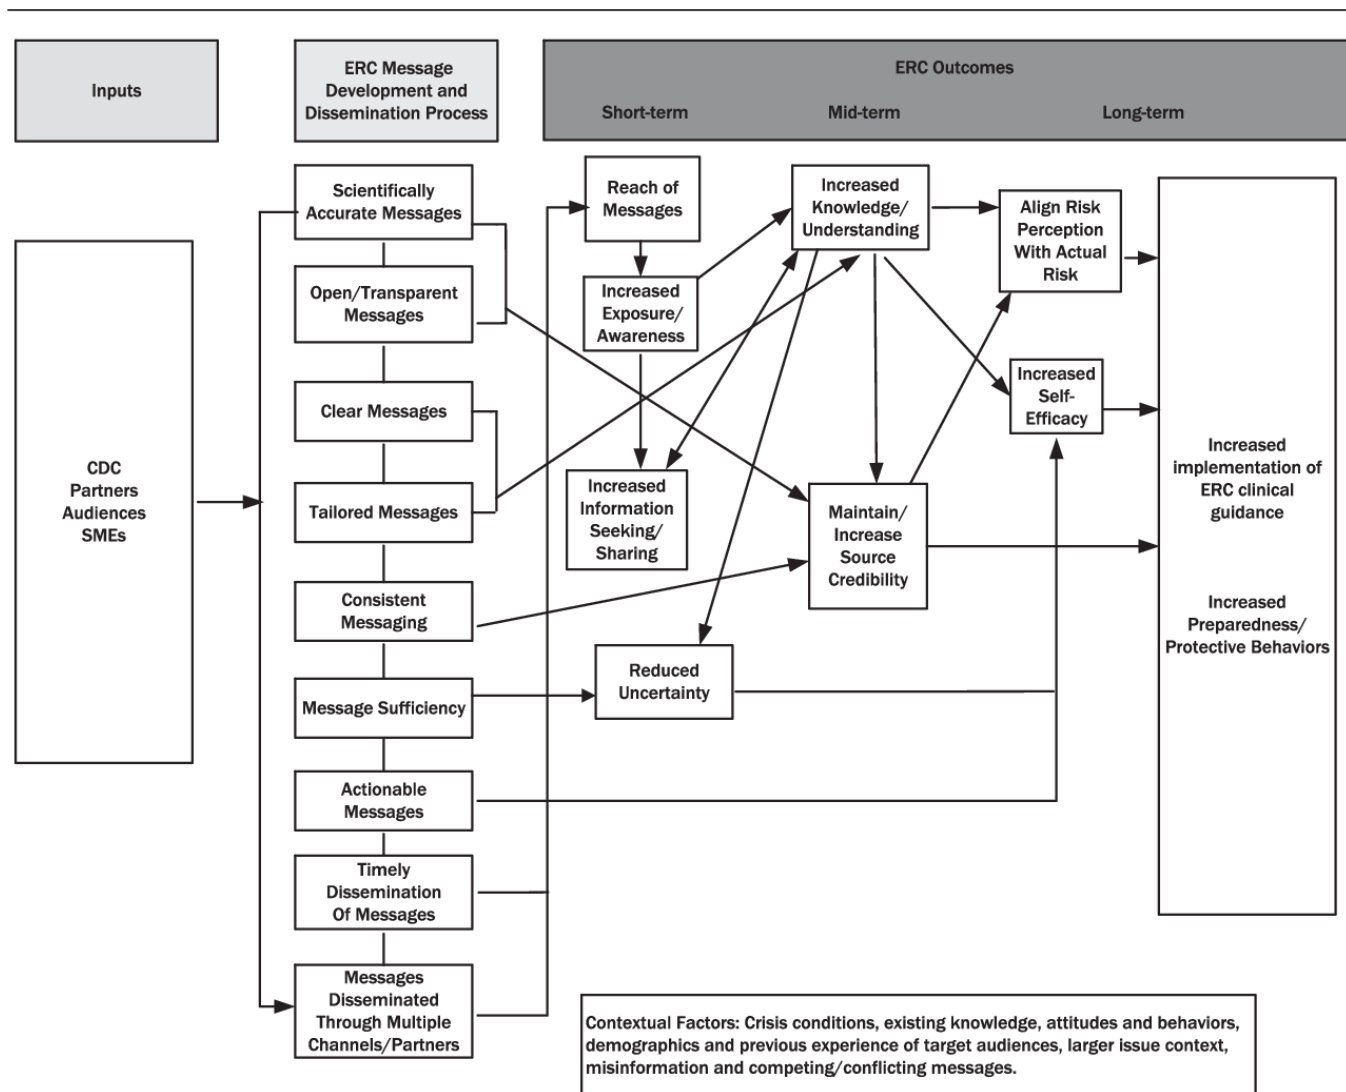 Inputs
ERC Message
Development and
Dissemination Process
ERC Outcomes
Short-term
Mid-term
Long-term
CDC
Partners
Audiences
SMEs
Scientifically
Accurate Messages
Open/Transparent
Messages
Clear Messages
Tailored Messages
Consistent
Messaging
Message Sufficiency
Actionable
Messages
Timely
Dissemination
Of Messages
Messages
Disseminated
Through Multiple
Channels/Partners
Reach of
Messages
Increased
Exposure/
Awareness
Increased
Information
Seeking/
Sharing
Reduced
Uncertainty
Increased
Knowledge/
Understanding
Maintain/
Increase
Source
Credibility
Align Risk
Perception
With Actual
Risk
Increased
Self-
Efficacy
Increased
implementation of
ERC clinical
guidance
Increased
Preparedness/
Protective Behaviors
Contextual Factors: Crisis conditions, existing knowledge, attitudes and behaviors,
demographics and previous experience of target audiences, larger issue context,
misinformation and competing/conflicting messages.